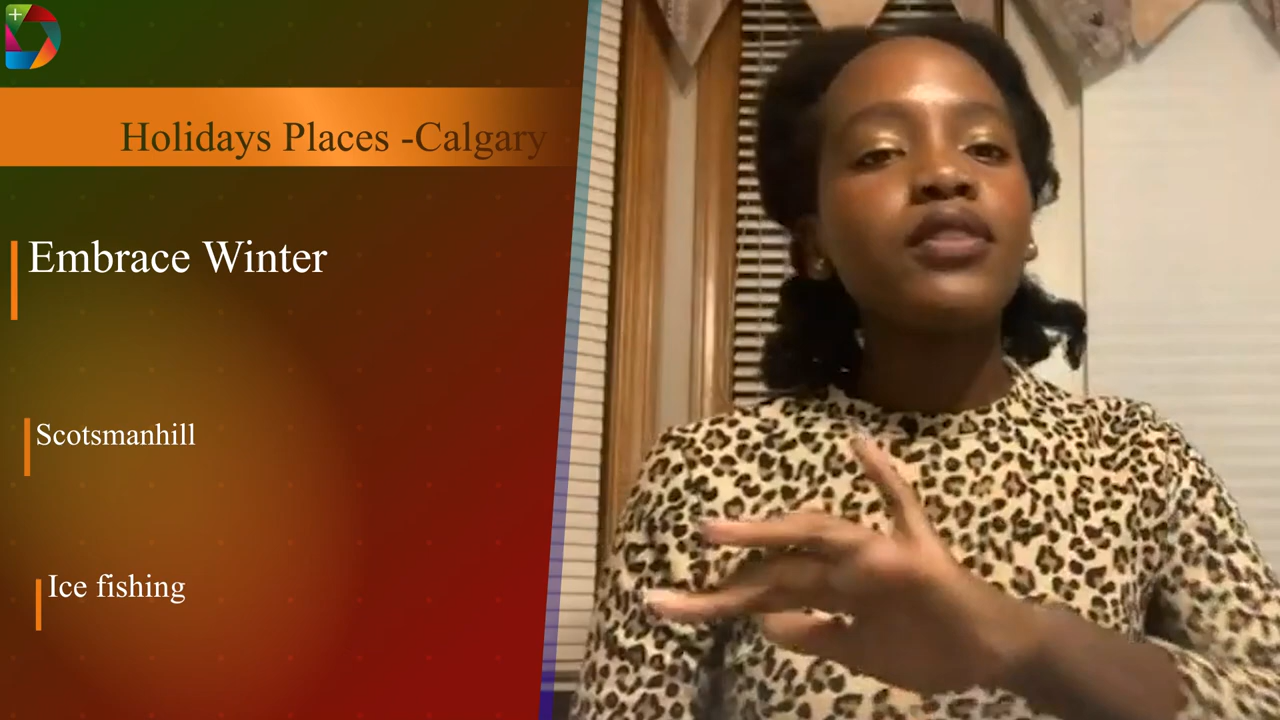 Holidays Places -Calgary
Embrace Winter
Scotsmanhill
Ice fishing